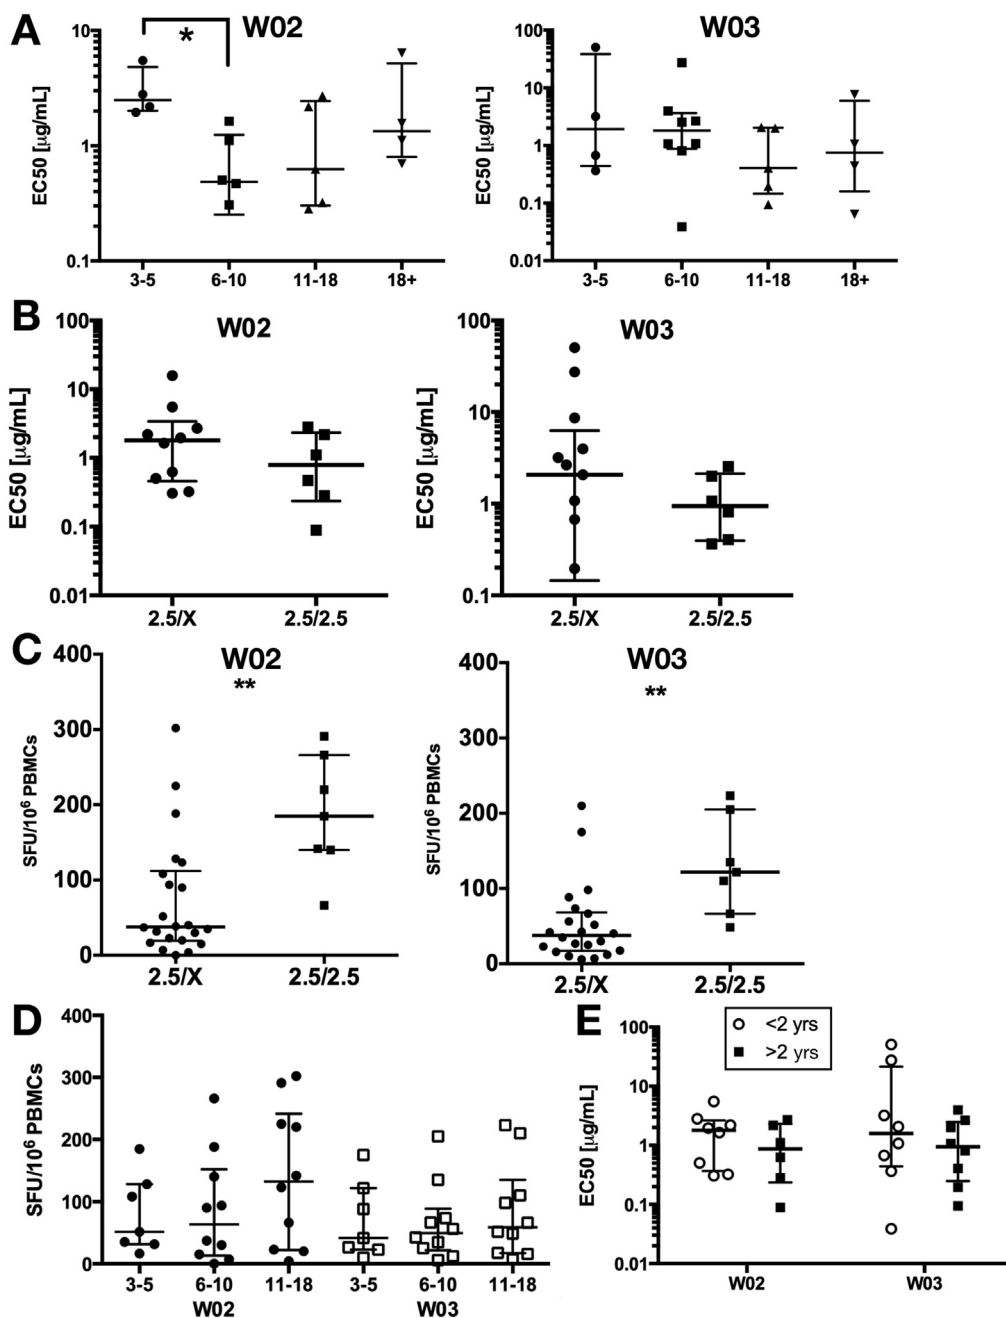 A
W02
W03
*
EC50 [µg/mL]
10
1
0.1
3-5
6-10
11-18
18+
EC50 [µg/mL]
100
10
1
0.1
0.01
3-5
6-10
11-18
18+
B
W02
W03
EC50 [µg/mL]
100
10
1
0.1
0.01
2.5/X
2.5/2.5
EC50 [µg/mL]
100
10
1
0.1
2.5/X
2.5/2.5
C
W02
W03
**
**
SFU/10⁶ PBMCs
400
300
200
100
0
2.5/X
2.5/2.5
SFU/10⁶ PBMCs
400
300
200
100
0
2.5/X
2.5/2.5
D
SFU/10⁶ PBMCs
400
300
200
100
0
3-5
6-10
11-18
3-5
6-10
11-18
W02
W03
E
<2 yrs
>2 yrs
EC50 [µg/mL]
100
10
1
0.1
0.01
W02
W03